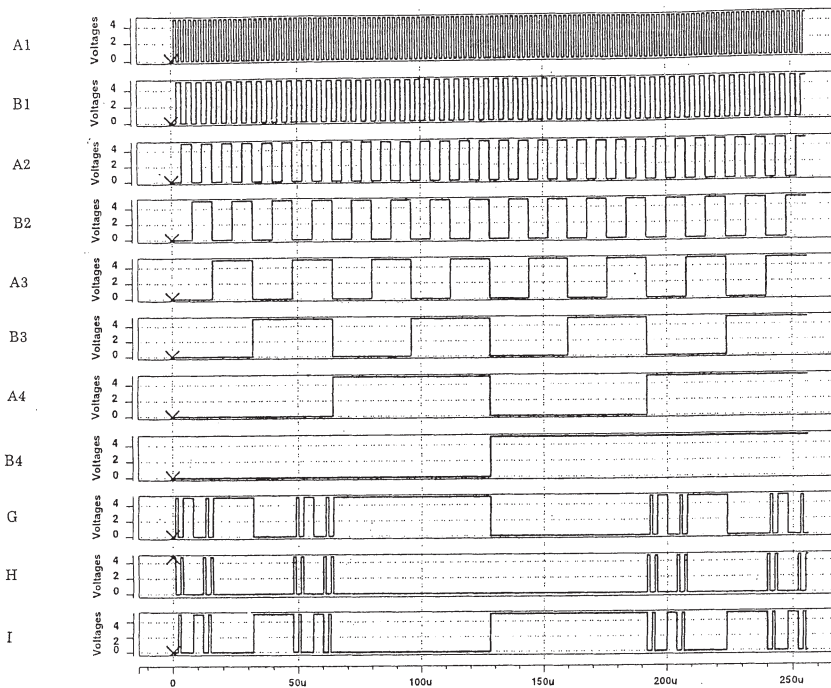 A1 Voltages 4 2 0
B1 Voltages 4 2 0
A2 Voltages 4 2 0
B2 Voltages 4 2 0
A3 Voltages 4 2 0
B3 Voltages 4 2 0
A4 Voltages 4 2 0
B4 Voltages 4 2 0
G Voltages 4 2 0
H Voltages 4 2 0
I Voltages 4 2 0
0 50u 100u 150u 200u 250u